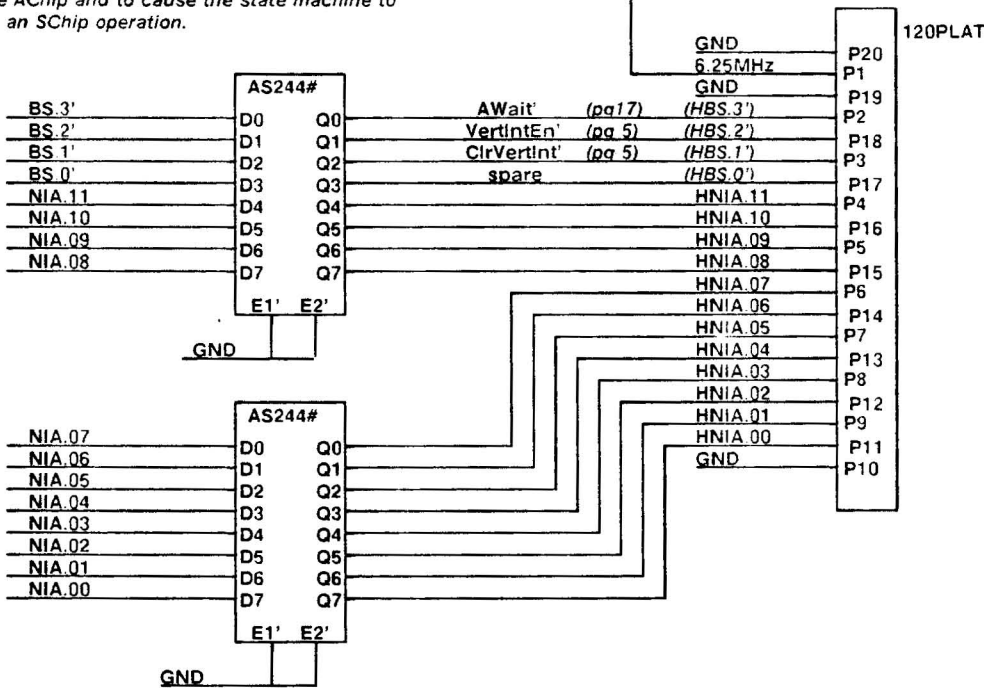 e AChip and to cause the state machine to
an SChip operation.
120PLAT
GND P20
6.25MHz P1
GND P19
AS244#
BS.3' D0 Q0 AWait' (pg17) (HBS.3') P2
BS.2' D1 Q1 VertIntEn' (pg 5) (HBS.2') P18
BS.1' D2 Q2 ClrVertInt' (pg 5) (HBS.1') P3
BS.0' D3 Q3 spare (HBS.0') P17
NIA.11 D4 Q4 HNIA.11 P4
NIA.10 D5 Q5 HNIA.10 P16
NIA.09 D6 Q6 HNIA.09 P5
NIA.08 D7 Q7 HNIA.08 P15
E1' E2'
GND
HNIA.07 P6
HNIA.06 P14
HNIA.05 P7
HNIA.04 P13
HNIA.03 P8
HNIA.02 P12
HNIA.01 P9
HNIA.00 P11
GND P10
AS244#
NIA.07 D0 Q0
NIA.06 D1 Q1
NIA.05 D2 Q2
NIA.04 D3 Q3
NIA.03 D4 Q4
NIA.02 D5 Q5
NIA.01 D6 Q6
NIA.00 D7 Q7
E1' E2'
GND